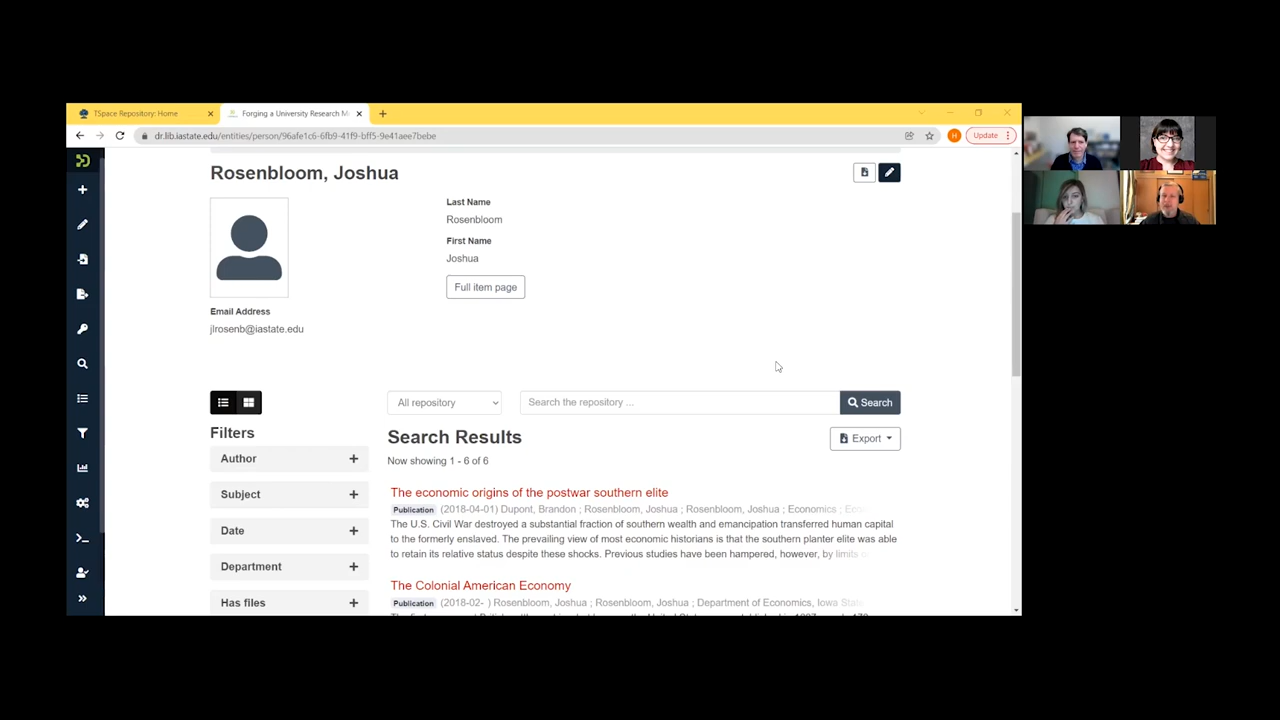 TSpace Repository: Home
Forging a University Research M
dr.lib.iastate.edu/entities/person/96afe1c6-6fb9-41f9-bff5-9e41aee7bebe
H
Update
Rosenbloom, Joshua
Last Name
Rosenbloom
First Name
Joshua
Full item page
Email Address
jlrosenb@iastate.edu
All repository
Search the repository ...
Search
Filters
Search Results
Export
Author
Now showing 1 - 6 of 6
Subject
The economic origins of the postwar southern elite
Publication (2018-04-01) Dupont, Brandon ; Rosenbloom, Joshua ; Rosenbloom, Joshua ; Economics ;
The U.S. Civil War destroyed a substantial fraction of southern wealth and emancipation transferred human capital
Date
to the formerly enslaved. The prevailing view of most economic historians is that the southern planter elite was able
to retain its relative status despite these shocks. Previous studies have been hampered, however, by limits
Department
The Colonial American Economy
Has files
Publication (2018-02- ) Rosenbloom, Joshua ; Rosenbloom, Joshua ; Department of Economics, Iowa State